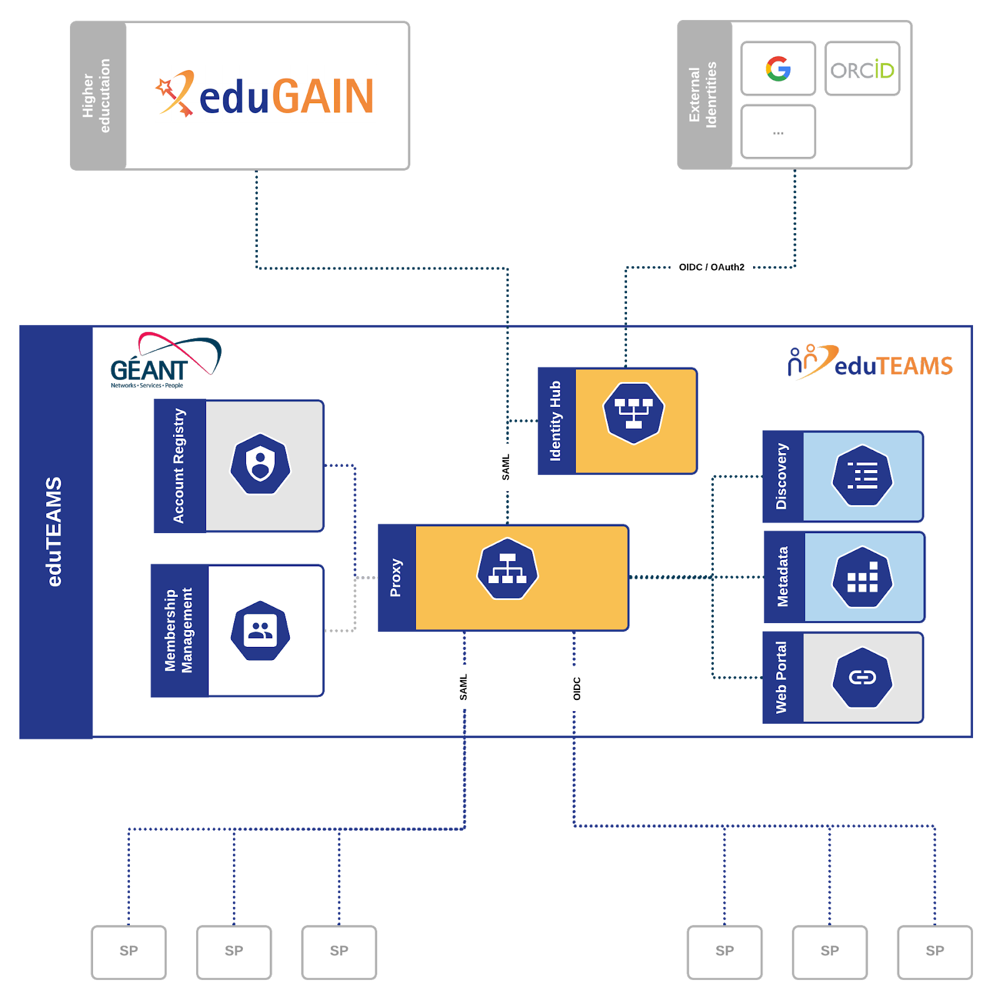 Higher
educutaion
eduGAIN
External
Idenrtities
ORCiD
...
OIDC / OAuth2
eduTEAMS
GÉANT
Networks • Services • People
eduTEAMS
Account Registry
Identity Hub
SAML
Discovery
Membership
Management
Proxy
Metadata
Web Portal
SAML
OIDC
SP
SP
SP
SP
SP
SP